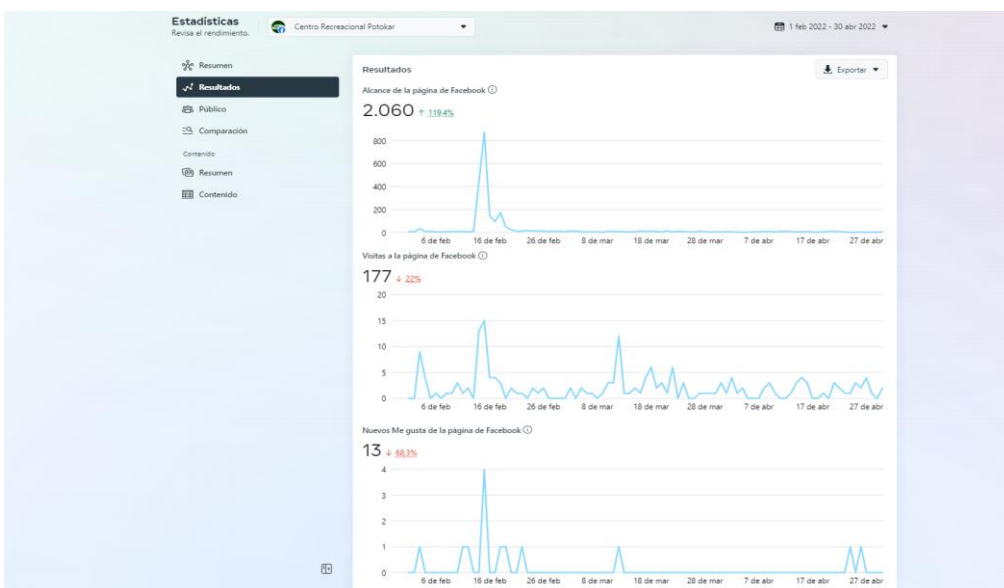 Estadísticas
Revisa el rendimiento.
Centro Recreacional Potokar
1 feb 2022 - 30 abr 2022
Resumen
Resultados
Público
Comparación
Contenido
Resumen
Contenido
Resultados
Exportar
Alcance de la página de Facebook
2.060 ↑ 119,4%
800
600
400
200
0
6 de feb 16 de feb 26 de feb 8 de mar 18 de mar 28 de mar 7 de abr 17 de abr 27 de abr
Visitas a la página de Facebook
177 ↓ 22%
20
15
10
5
0
6 de feb 16 de feb 26 de feb 8 de mar 18 de mar 28 de mar 7 de abr 17 de abr 27 de abr
Nuevos Me gusta de la página de Facebook
13 ↓ 68,3%
4
3
2
1
0
6 de feb 16 de feb 26 de feb 8 de mar 18 de mar 28 de mar 7 de abr 17 de abr 27 de abr